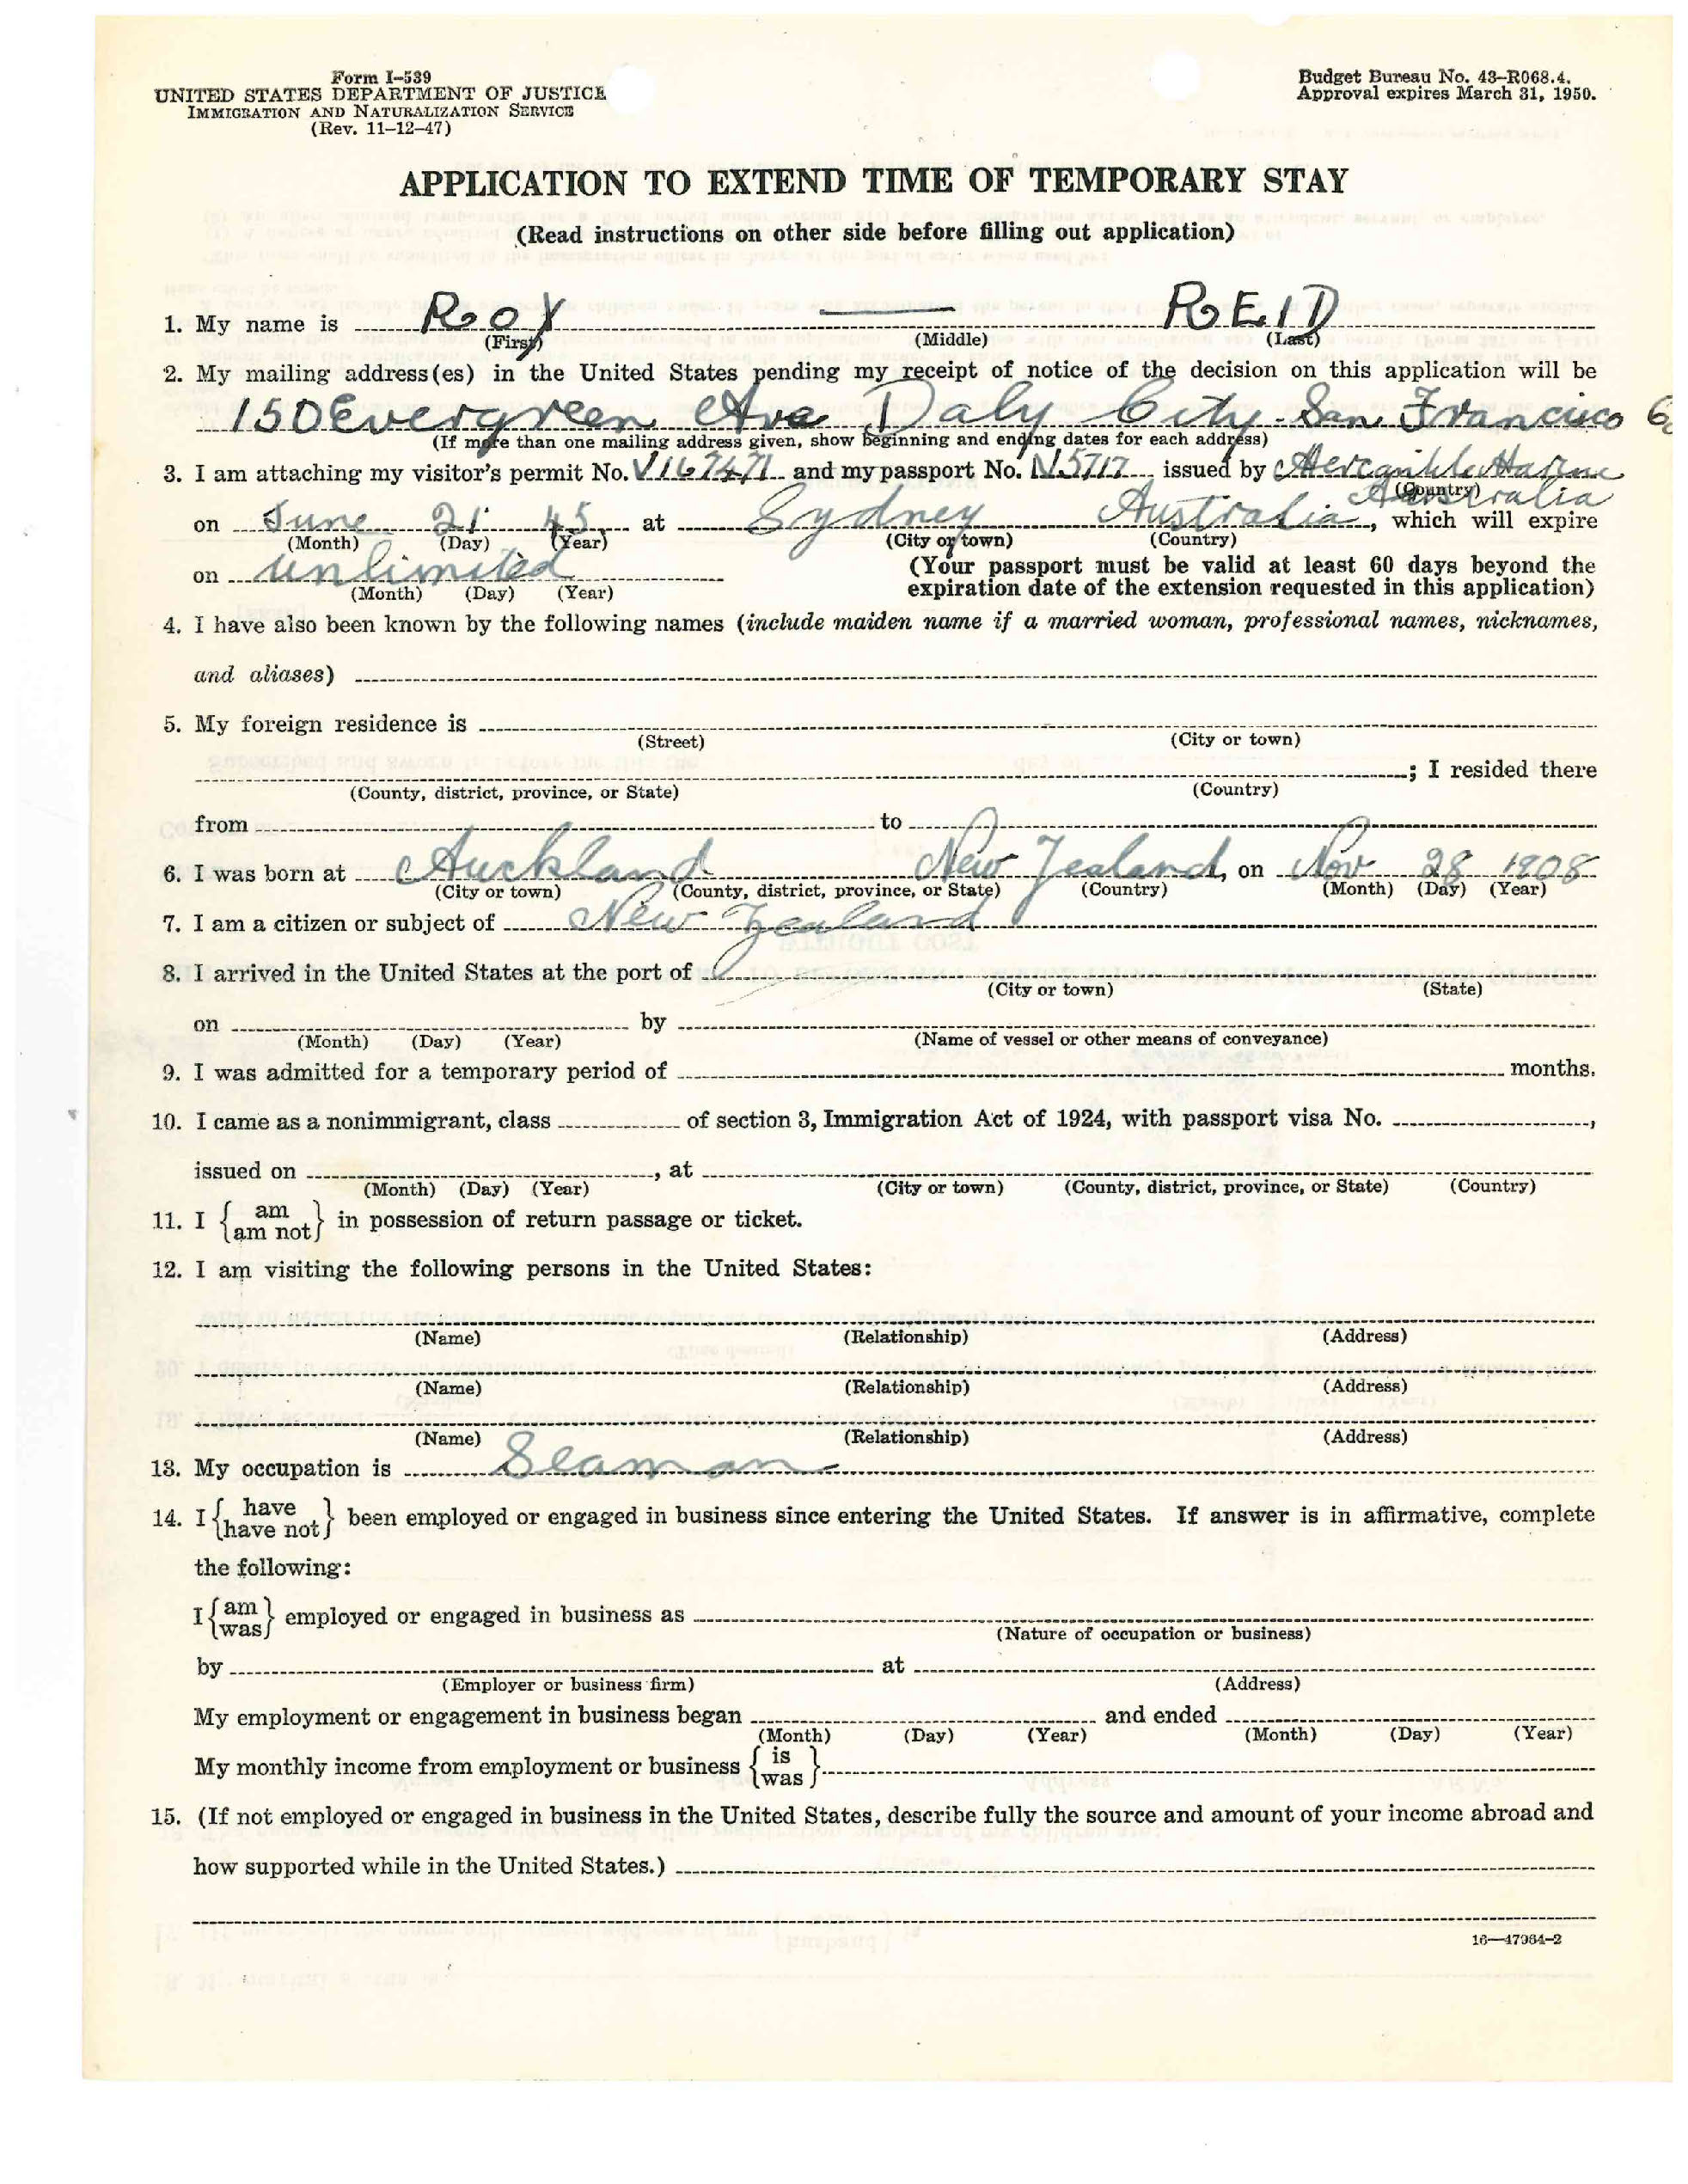 Form I-539
UNITED STATES DEPARTMENT OF JUSTICE
IMMIGRATION AND NATURALIZATION SERVICE
(Rev. 11-12-47)
Budget Bureau No. 43-R068.4.
Approval expires March 31, 1950.
APPLICATION TO EXTEND TIME OF TEMPORARY STAY
(Read instructions on other side before filling out application)
1. My name is ROY — REID
(First) (Middle) (Last)
2. My mailing address(es) in the United States pending my receipt of notice of the decision on this application will be
150 Evergreen Ave Daly City San Francisco
(If more than one mailing address given, show beginning and ending dates for each address)
3. I am attaching my visitor's permit No. V167471 and my passport No. N5717 issued by Mercantile Marine
Australia
(Country)
on June 21 45 at Sydney Australia, which will expire
(Month) (Day) (Year) (City or town) (Country)
on unlimited
(Month) (Day) (Year)
(Your passport must be valid at least 60 days beyond the
expiration date of the extension requested in this application)
4. I have also been known by the following names (include maiden name if a married woman, professional names, nicknames,
and aliases)
5. My foreign residence is
(Street) (City or town)
; I resided there
(County, district, province, or State) (Country)
from to
6. I was born at Auckland New Zealand, on Nov 28 1908
(City or town) (County, district, province, or State) (Country) (Month) (Day) (Year)
7. I am a citizen or subject of New Zealand
8. I arrived in the United States at the port of
(City or town) (State)
on by
(Month) (Day) (Year) (Name of vessel or other means of conveyance)
9. I was admitted for a temporary period of months.
10. I came as a nonimmigrant, class of section 3, Immigration Act of 1924, with passport visa No. ,
issued on , at
(Month) (Day) (Year) (City or town) (County, district, province, or State) (Country)
11. I {am / am not} in possession of return passage or ticket.
12. I am visiting the following persons in the United States:
(Name) (Relationship) (Address)
(Name) (Relationship) (Address)
(Name) (Relationship) (Address)
13. My occupation is Seaman
14. I {have / have not} been employed or engaged in business since entering the United States. If answer is in affirmative, complete
the following:
I {am / was} employed or engaged in business as
(Nature of occupation or business)
by at
(Employer or business firm) (Address)
My employment or engagement in business began and ended
(Month) (Day) (Year) (Month) (Day) (Year)
My monthly income from employment or business {is / was}
15. (If not employed or engaged in business in the United States, describe fully the source and amount of your income abroad and
how supported while in the United States.)
16—47984-2